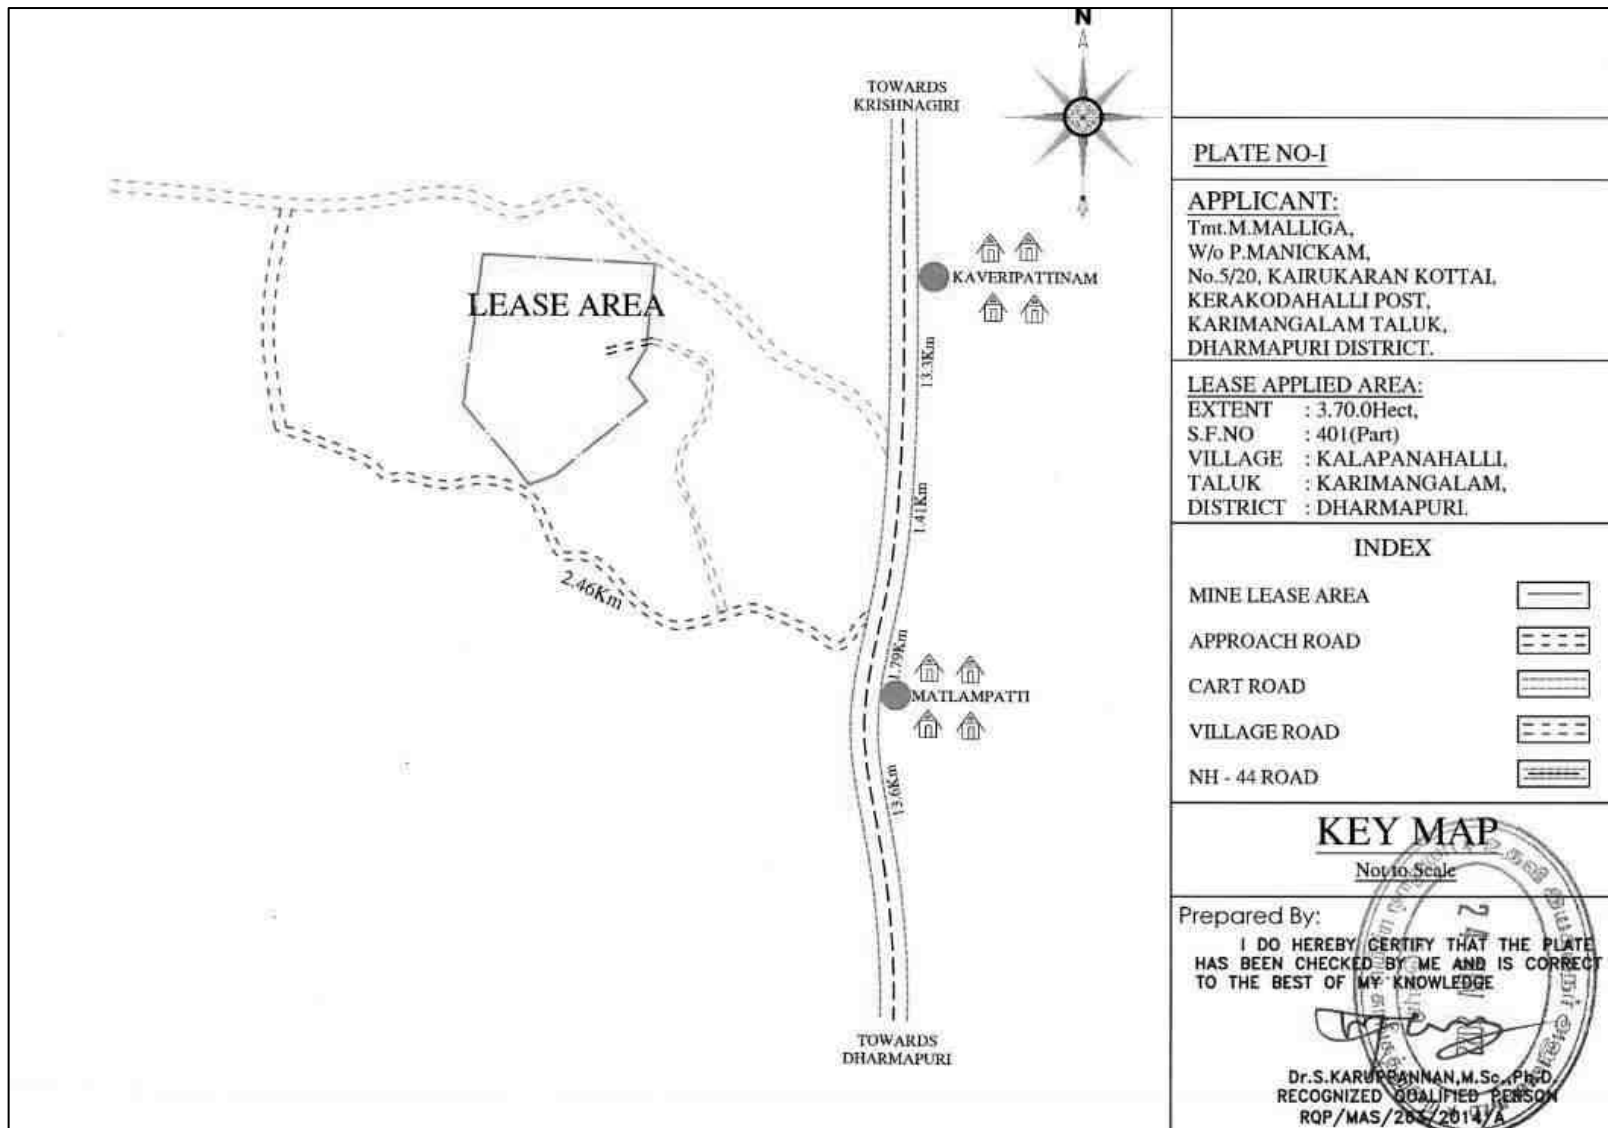 N
TOWARDS
KRISHNAGIRI
KAVERIPATTINAM
LEASE AREA
13.3Km
1.41Km
2.46Km
1.79Km
MATLAMPATTI
13.6Km
TOWARDS
DHARMAPURI
PLATE NO-I
APPLICANT:
Tmt.M.MALLIGA,
W/o P.MANICKAM,
No.5/20, KAIRUKARAN KOTTAI,
KERAKODAHALLI POST,
KARIMANGALAM TALUK,
DHARMAPURI DISTRICT.
LEASE APPLIED AREA:
EXTENT : 3.70.0Hect,
S.F.NO : 401(Part)
VILLAGE : KALAPANAHALLI,
TALUK : KARIMANGALAM,
DISTRICT : DHARMAPURI.
INDEX
MINE LEASE AREA
APPROACH ROAD
CART ROAD
VILLAGE ROAD
NH - 44 ROAD
KEY MAP
Not to Scale
Prepared By:
I DO HEREBY CERTIFY THAT THE PLATE
HAS BEEN CHECKED BY ME AND IS CORRECT
TO THE BEST OF MY KNOWLEDGE
Dr.S.KARUPPANNAN,M.Sc.,Ph.D,
RECOGNIZED QUALIFIED PERSON
RQP/MAS/263/2014/A